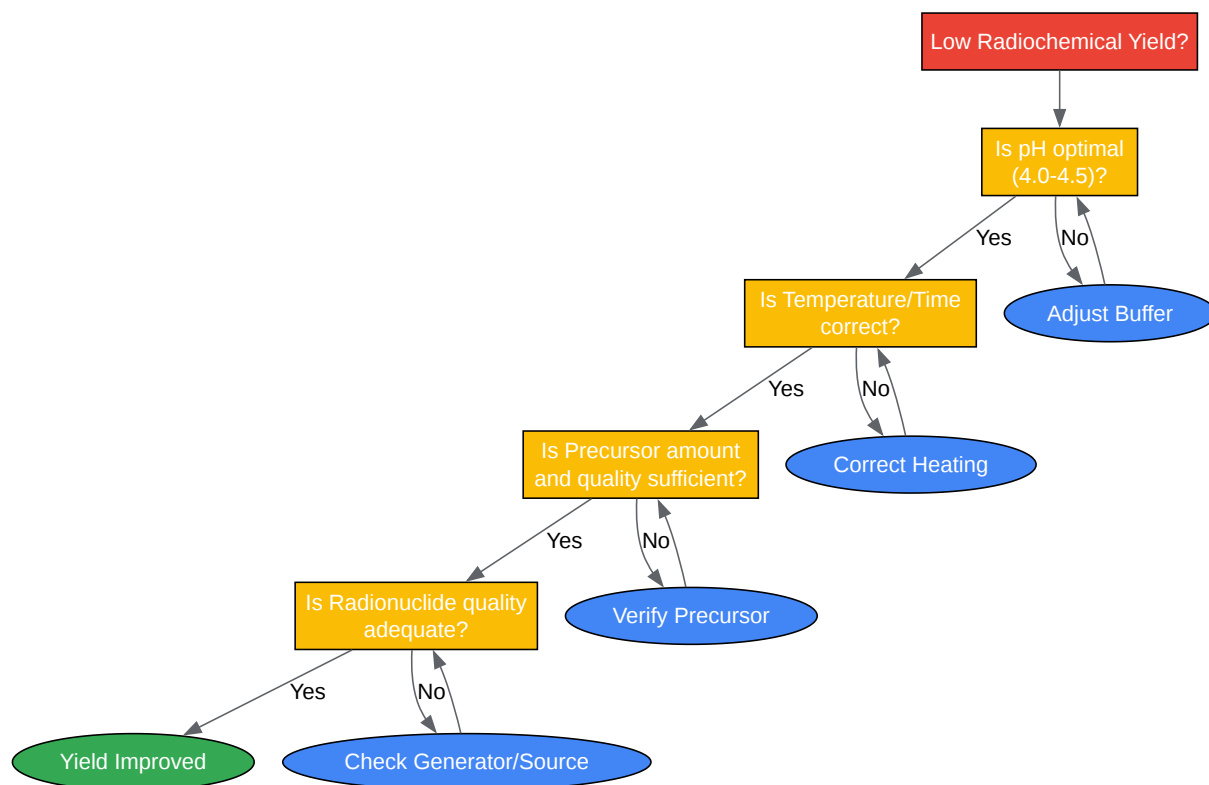 Low Radiochemical Yield?
Is pH optimal
(4.0-4.5)?
Yes
No
Is Temperature/Time
correct?
Adjust Buffer
Yes
No
Is Precursor amount
and quality sufficient?
Correct Heating
Yes
No
Is Radionuclide quality
adequate?
Verify Precursor
Yes
No
Yield Improved
Check Generator/Source